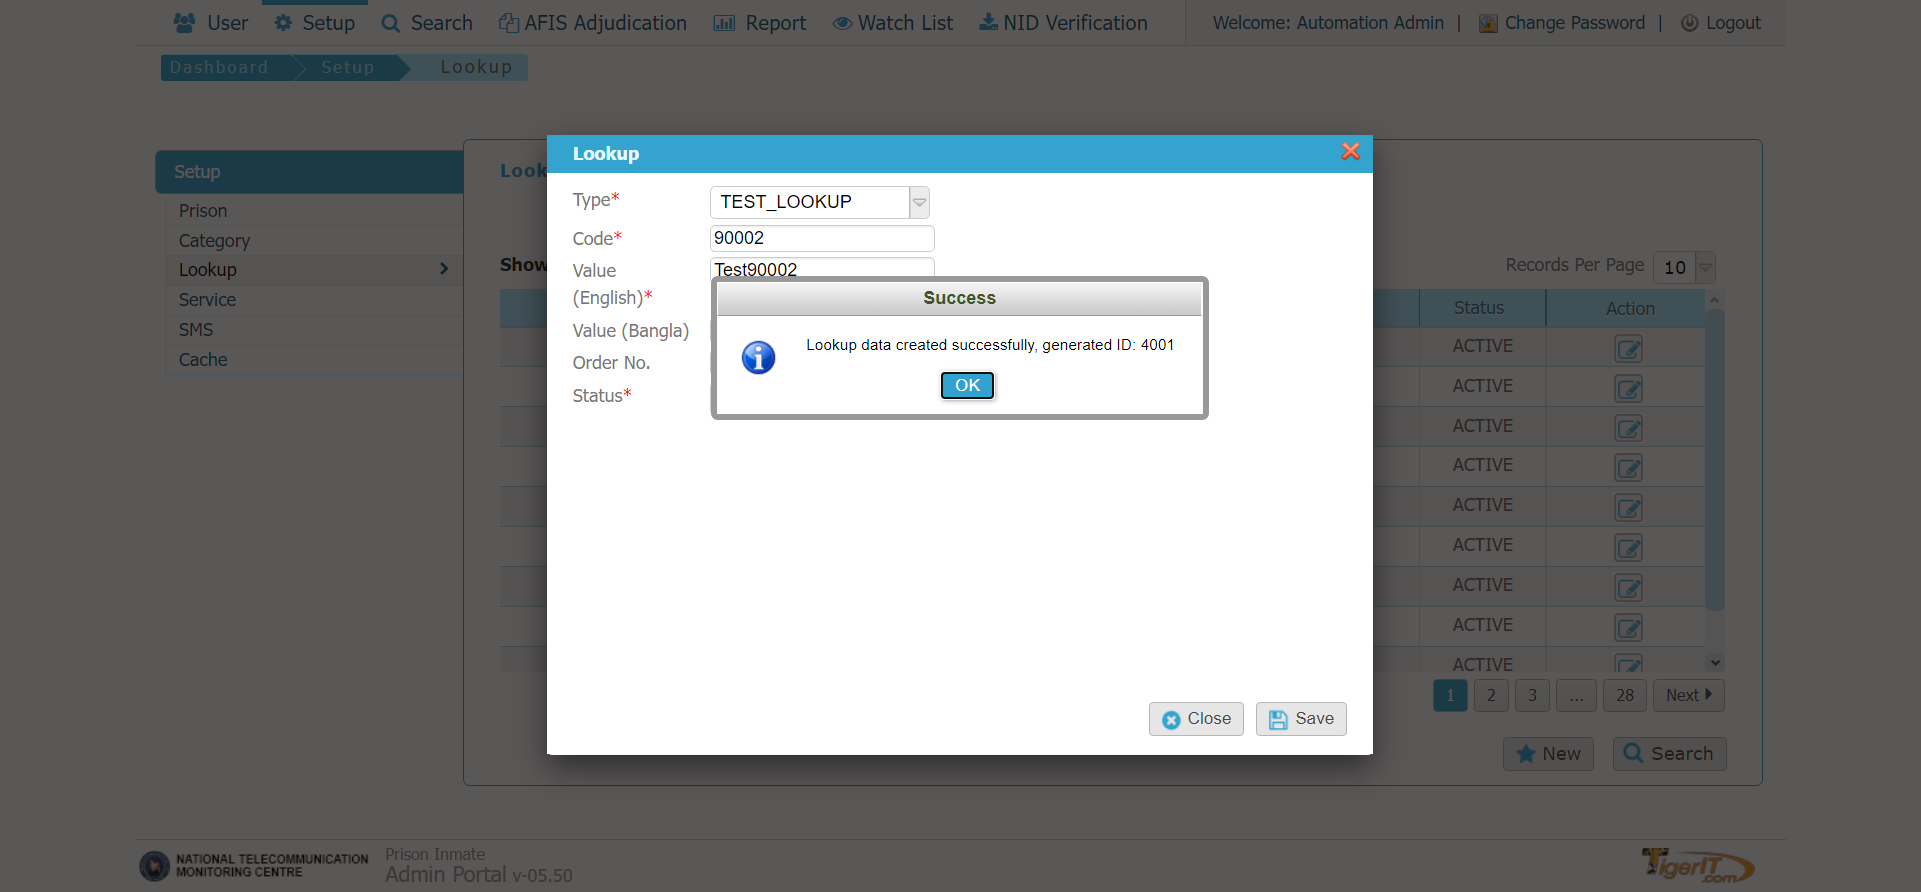 User Setup Search AFIS Adjudication Report Watch List NID Verification Welcome: Automation Admin | Change Password | Logout
Dashboard Setup Lookup
Setup
Prison
Category
Lookup
Service
SMS
Cache
Look
Show
Records Per Page 10
Status Action
ACTIVE
ACTIVE
ACTIVE
ACTIVE
ACTIVE
ACTIVE
ACTIVE
ACTIVE
ACTIVE
1 2 3 ... 28 Next
New Search
Lookup
Type* TEST_LOOKUP
Code* 90002
Value (English)* Test90002
Value (Bangla)
Order No.
Status*
Success
Lookup data created successfully, generated ID: 4001
OK
Close Save
NATIONAL TELECOMMUNICATION
MONITORING CENTRE
Prison Inmate
Admin Portal v-05.50
TigerIT.com